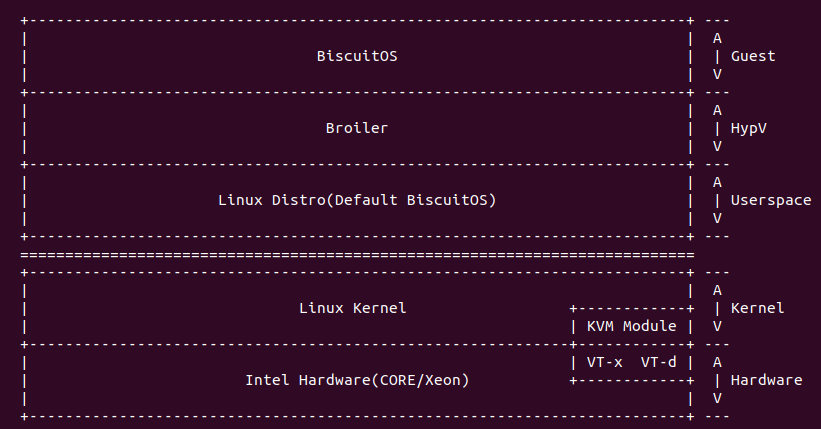 +-------------------------------------------------------------------------+ ---
|                                                                         |  A
|                                BiscuitOS                                |  | Guest
|                                                                         |  V
+-------------------------------------------------------------------------+ ---
|                                                                         |  A
|                                 Broiler                                 |  | HypV
|                                                                         |  V
+-------------------------------------------------------------------------+ ---
|                                                                         |  A
|                     Linux Distro(Default BiscuitOS)                     |  | Userspace
|                                                                         |  V
+-------------------------------------------------------------------------+ ---
===========================================================================
+-------------------------------------------------------------------------+ ---
|                                                                         |  A
|                              Linux Kernel                  +------------+  | Kernel
|                                                            | KVM Module |  V
+------------------------------------------------------------+------------+ ---
|                                                            | VT-x  VT-d |  A
|                        Intel Hardware(CORE/Xeon)           +------------+  | Hardware
|                                                                         |  V
+-------------------------------------------------------------------------+ ---